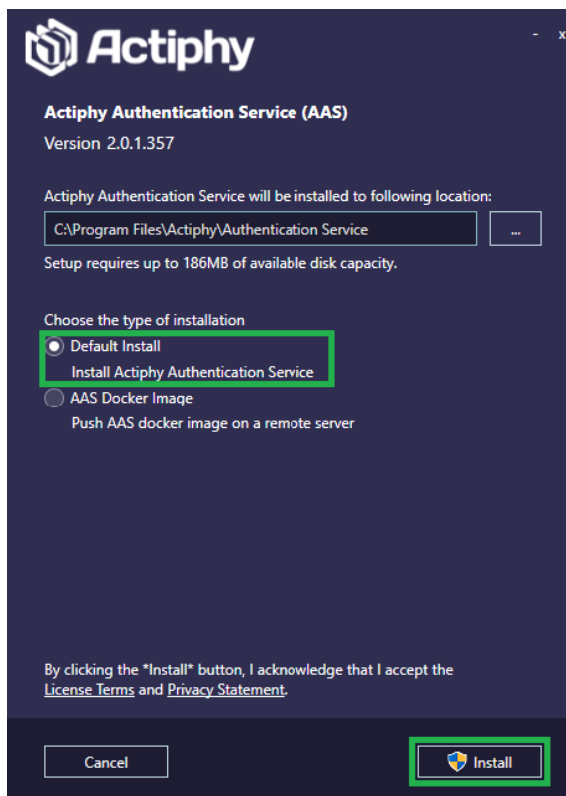 Actiphy
- x
Actiphy Authentication Service (AAS)
Version 2.0.1.357
Actiphy Authentication Service will be installed to following location:
C:\Program Files\Actiphy\Authentication Service
...
Setup requires up to 186MB of available disk capacity.
Choose the type of installation
Default Install
Install Actiphy Authentication Service
AAS Docker Image
Push AAS docker image on a remote server
By clicking the *Install* button, I acknowledge that I accept the
License Terms and Privacy Statement.
Cancel
Install